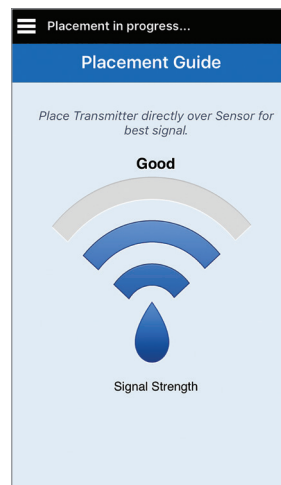 Placement in progress...
Placement Guide
Place Transmitter directly over Sensor for
best signal.
Good
Signal Strength